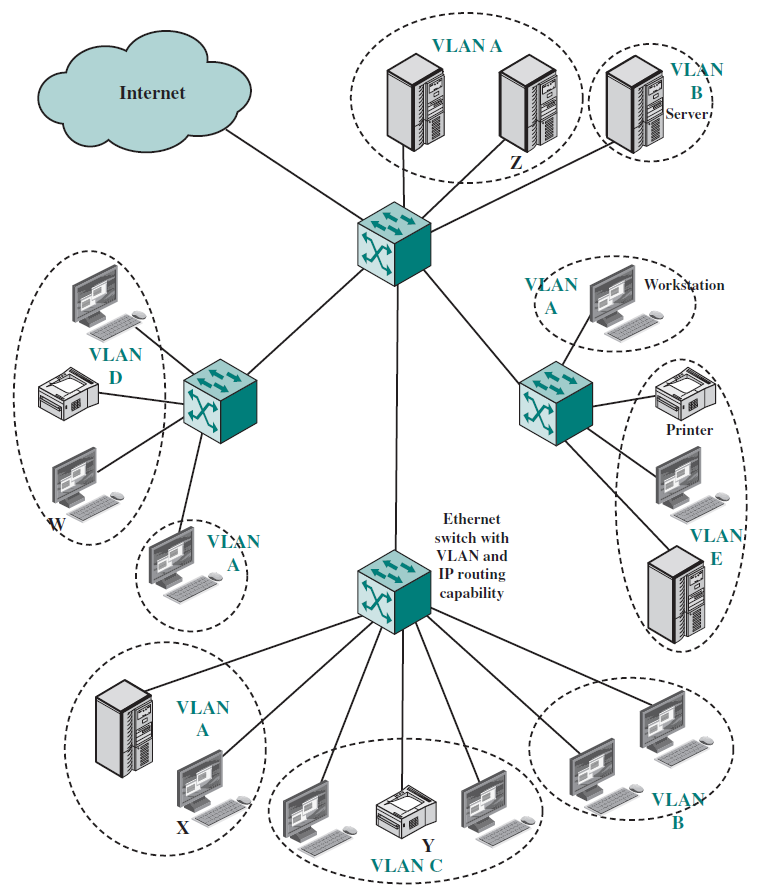 VLAN A
Internet
VLAN
B
Server
Z
VLAN
A
Workstation
VLAN
D
Printer
W
Ethernet
switch with
VLAN and
IP routing
capability
VLAN
A
VLAN
E
VLAN
A
X
Y
VLAN C
VLAN
B